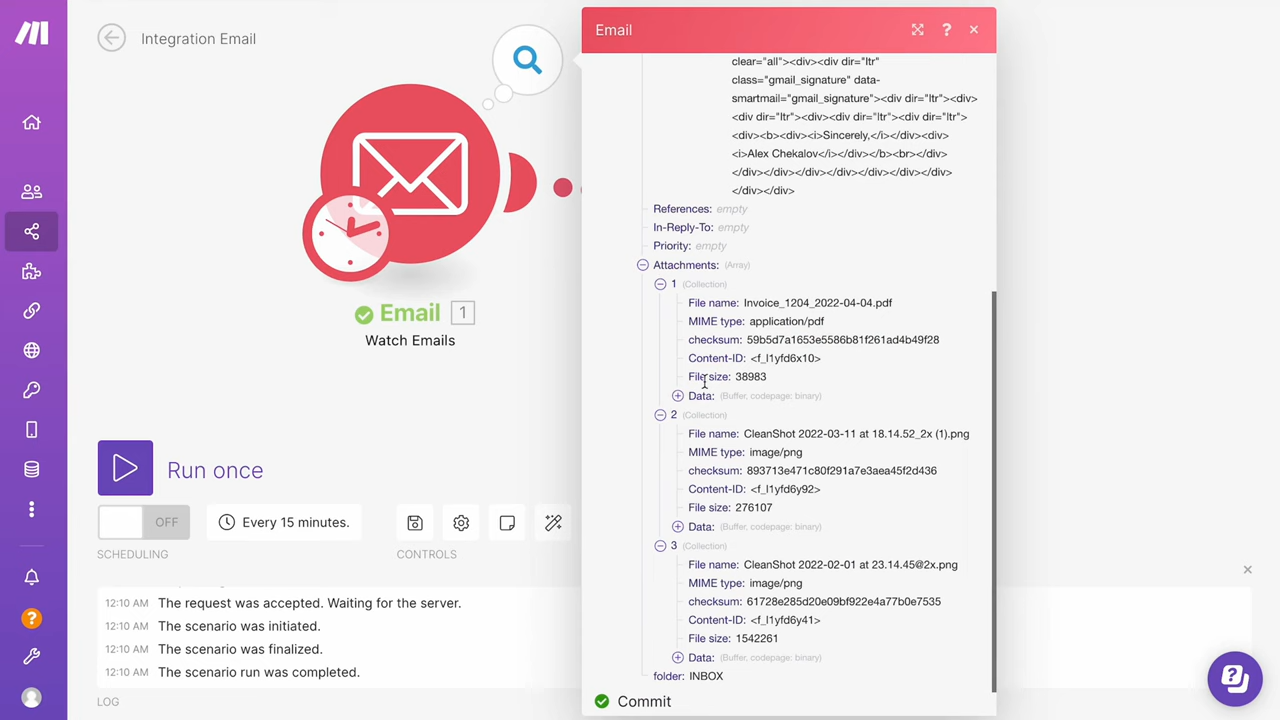 Integration Email
Email 1
Watch Emails
Run once
OFF
Every 15 minutes.
SCHEDULING
CONTROLS
12:10 AM The request was accepted. Waiting for the server.
12:10 AM The scenario was initiated.
12:10 AM The scenario was finalized.
12:10 AM The scenario run was completed.
LOG
Email
?
clear="all"><div><div dir="ltr"
class="gmail_signature" data-
smartmail="gmail_signature"><div dir="ltr"><div>
<div dir="ltr"><div><div dir="ltr"><div dir="ltr">
<div><b><div><i>Sincerely,</i></div><div>
<i>Alex Chekalov</i></div></b><br></div>
</div></div></div></div></div></div></div>
</div></div>
References: empty
In-Reply-To: empty
Priority: empty
Attachments: (Array)
1 (Collection)
File name: Invoice_1204_2022-04-04.pdf
MIME type: application/pdf
checksum: 59b5d7a1653e5586b81f261ad4b49f28
Content-ID: <f_l1yfd6x10>
File size: 38983
Data: (Buffer, codepage: binary)
2 (Collection)
File name: CleanShot 2022-03-11 at 18.14.52_2x (1).png
MIME type: image/png
checksum: 893713e471c80f291a7e3aea45f2d436
Content-ID: <f_l1yfd6y92>
File size: 276107
Data: (Buffer, codepage: binary)
3 (Collection)
File name: CleanShot 2022-02-01 at 23.14.45@2x.png
MIME type: image/png
checksum: 61728e285d20e09bf922e4a77b0e7535
Content-ID: <f_l1yfd6y41>
File size: 1542261
Data: (Buffer, codepage: binary)
folder: INBOX
Commit